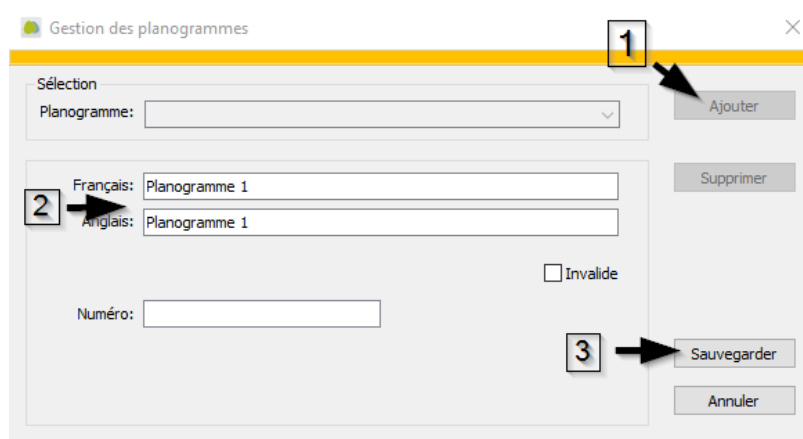 Gestion des planogrammes
1
Sélection
Planogramme:
Ajouter
Français: Planogramme 1
Supprimer
2
Anglais: Planogramme 1
Invalide
Numéro:
3
Sauvegarder
Annuler